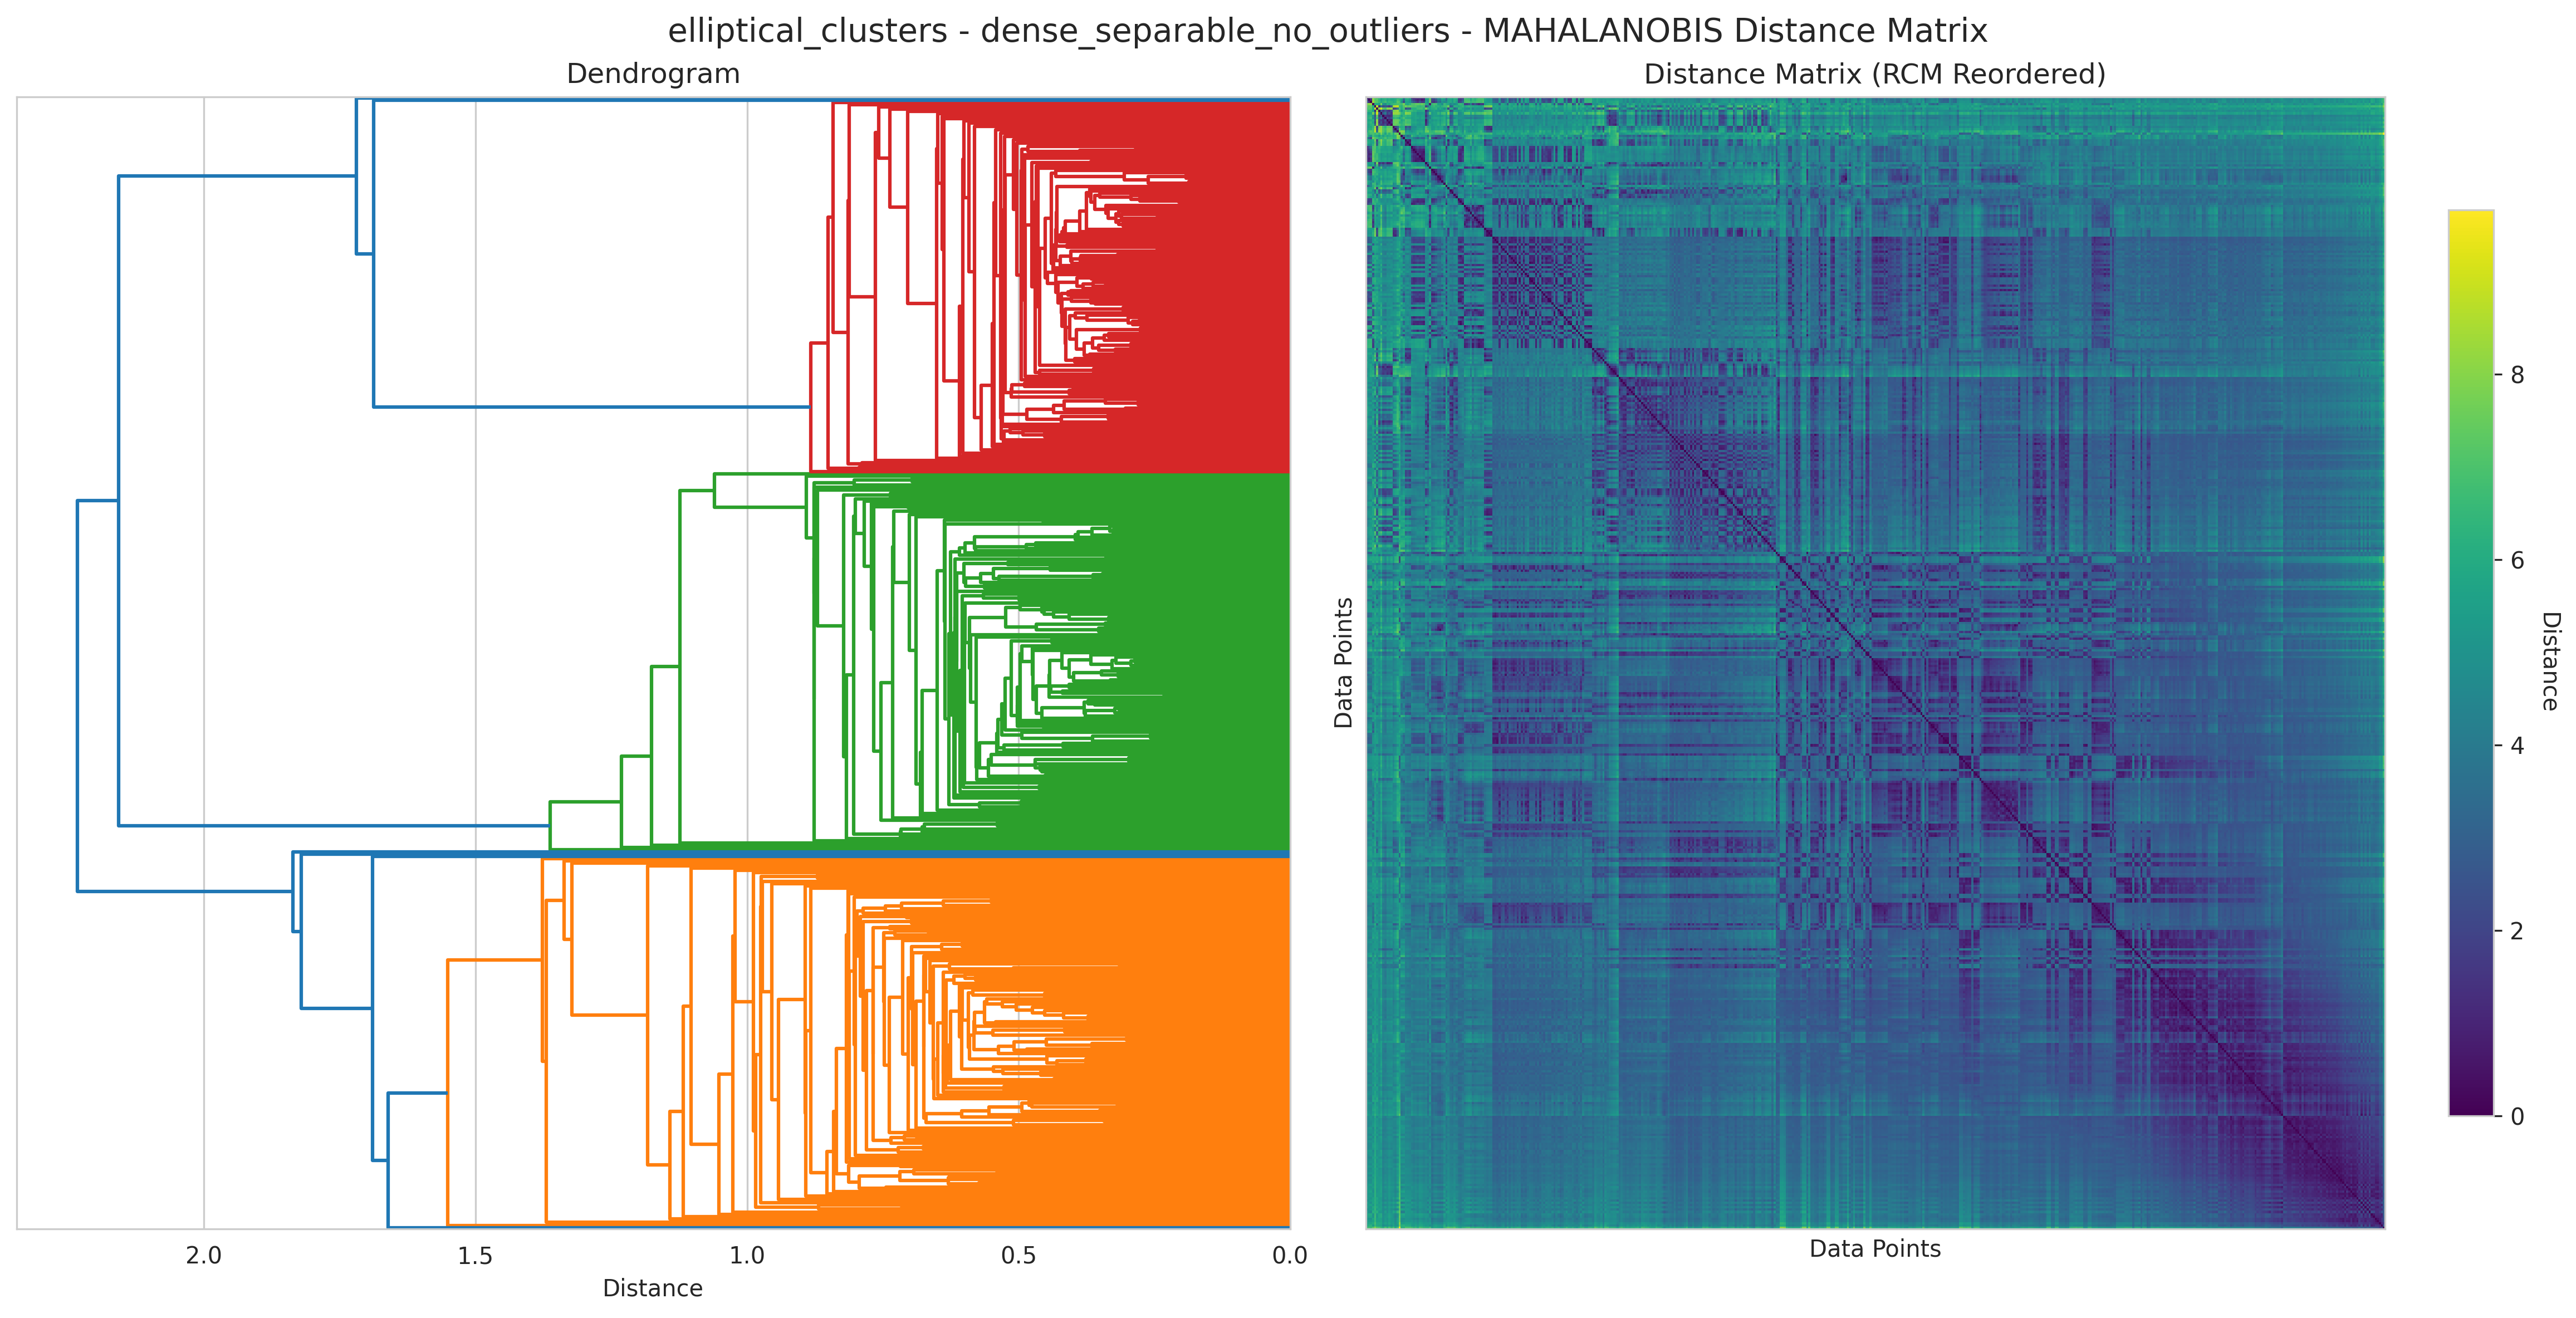 elliptical_clusters - dense_separable_no_outliers - MAHALANOBIS Distance Matrix
Dendrogram
2.0 1.5 1.0 0.5 0.0
Distance
Distance Matrix (RCM Reordered)
Data Points
Data Points
8
6
4
2
0
Distance